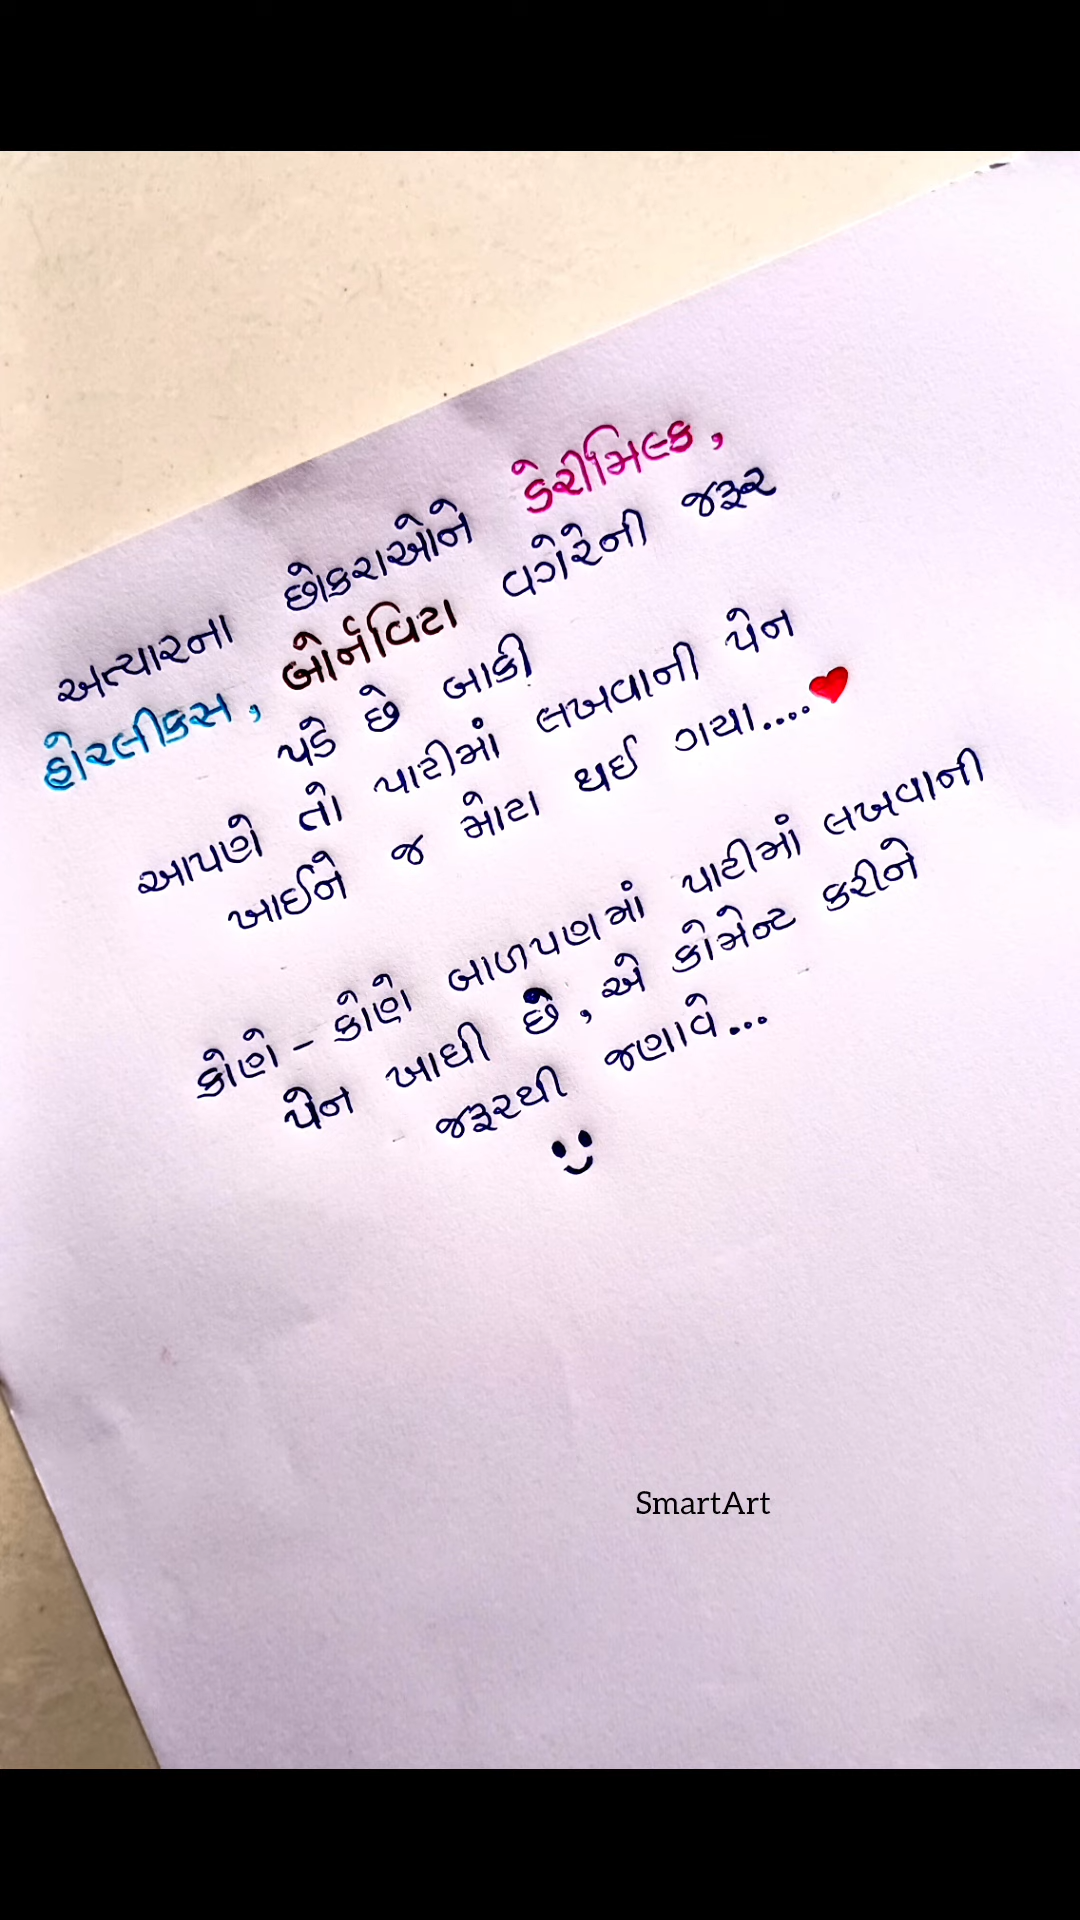 અત્યારના છોકરાઓને કેરીમિલ્ક,
હોરલીકસ, બોર્નવિટા વગેરેની જરૂર
પડે છે બાકી
આપણે તો પાટીમાં લખવાની પેન
ખાઈને જ મોટા થઈ ગયા....❤️
કોણે - કોણે બાળપણમાં પાટીમાં લખવાની
પેન ખાધી છે, એ કોમેન્ટ કરીને
જરૂરથી જણાવે...
SmartArt